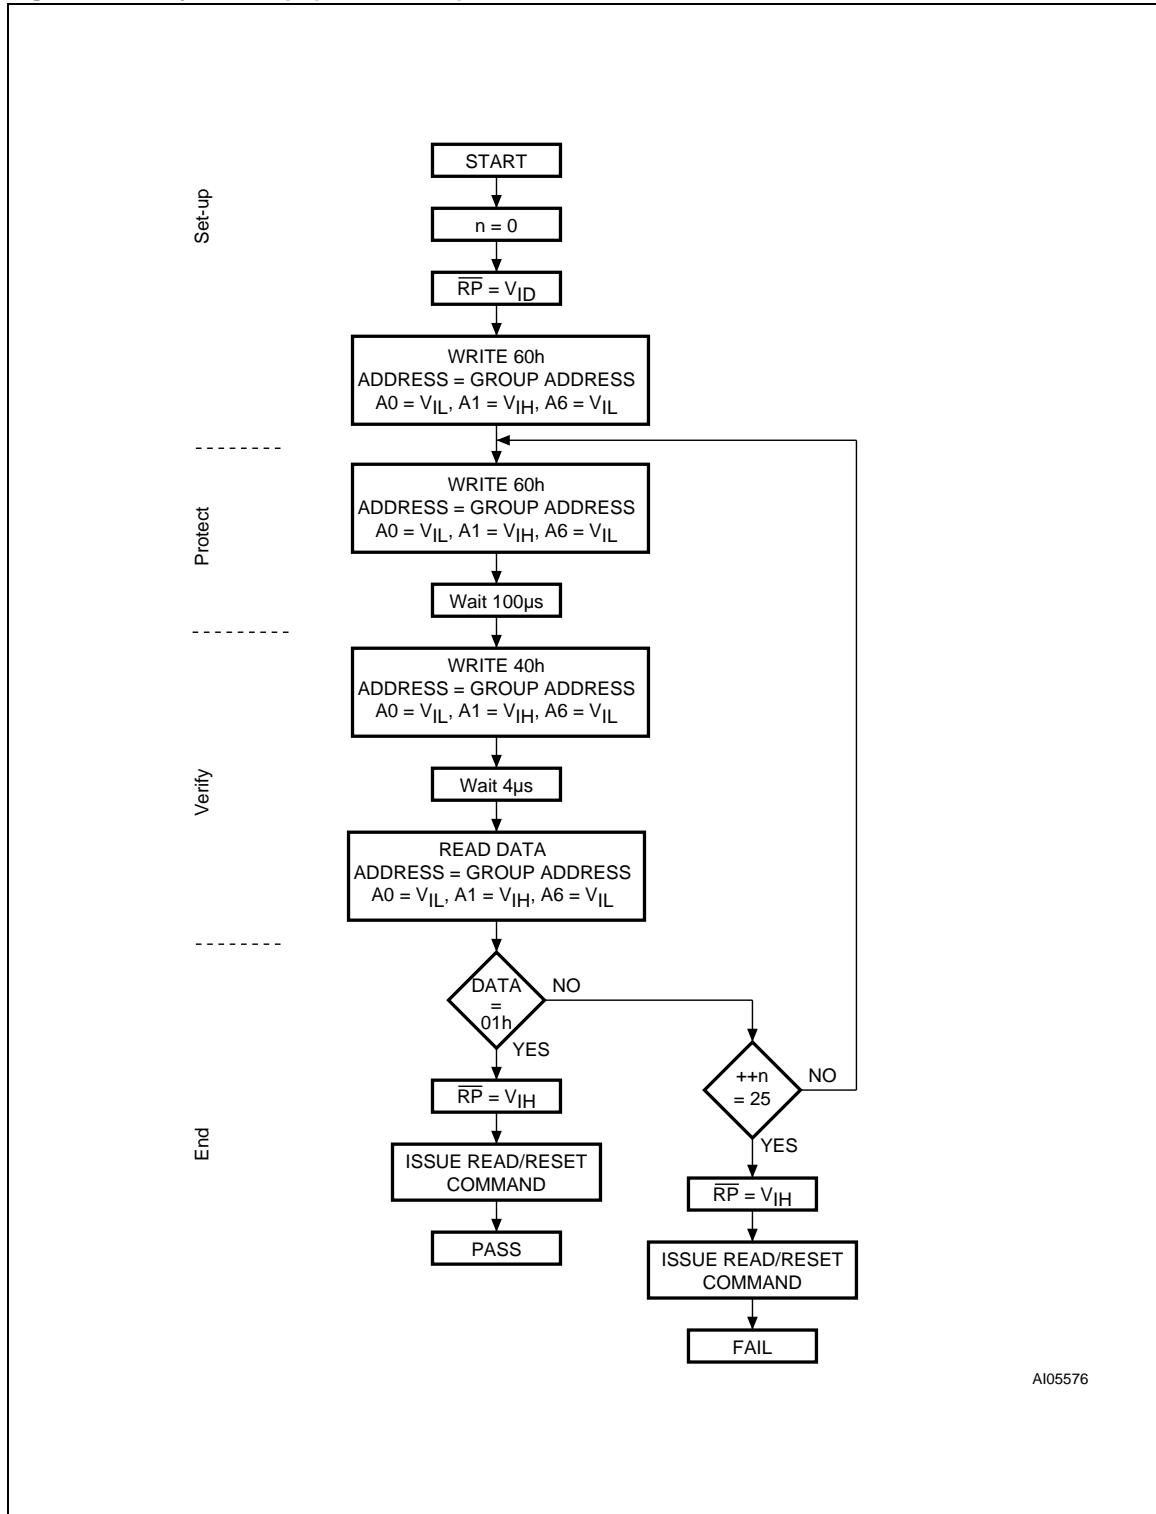 START
Set-up
n = 0
R̅P̅ = VID
WRITE 60h
ADDRESS = GROUP ADDRESS
A0 = VIL, A1 = VIH, A6 = VIL
Protect
WRITE 60h
ADDRESS = GROUP ADDRESS
A0 = VIL, A1 = VIH, A6 = VIL
Wait 100µs
Verify
WRITE 40h
ADDRESS = GROUP ADDRESS
A0 = VIL, A1 = VIH, A6 = VIL
Wait 4µs
READ DATA
ADDRESS = GROUP ADDRESS
A0 = VIL, A1 = VIH, A6 = VIL
End
DATA
=
01h
NO
YES
R̅P̅ = VIH
ISSUE READ/RESET
COMMAND
PASS
++n
= 25
NO
YES
R̅P̅ = VIH
ISSUE READ/RESET
COMMAND
FAIL
AI05576